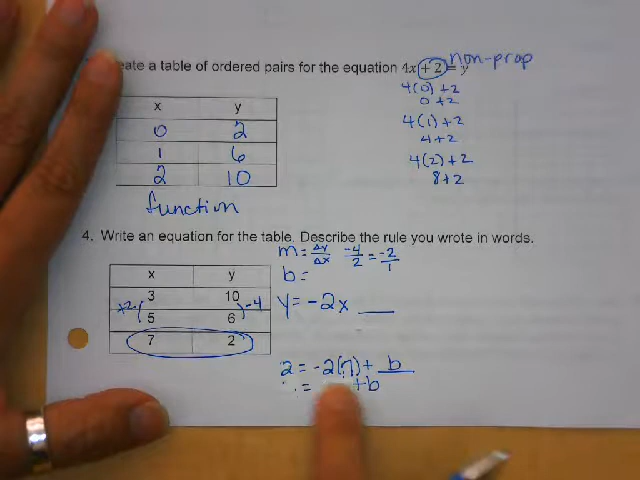 eate a table of ordered pairs for the equation 4x + 2 = y non-prop
4(0) + 2
0 + 2
4(1) + 2
4 + 2
4(2) + 2
8 + 2
x y
0 2
1 6
2 10
function
4. Write an equation for the table. Describe the rule you wrote in words.
m = Δy/Δx -4/2 = -2/1
b =
x y
3 10
5 6
7 2
+2 -4
y = -2x __
2 = -2(7) + b
= +b